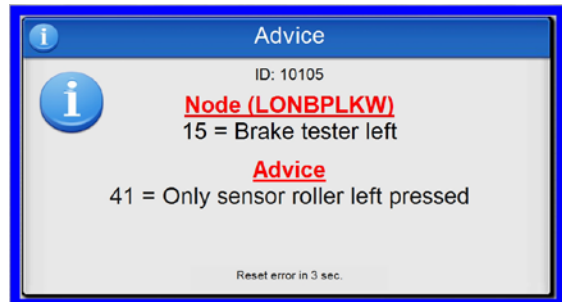 Advice
ID: 10105
Node (LONBPLKW)
15 = Brake tester left
Advice
41 = Only sensor roller left pressed
Reset error in 3 sec.